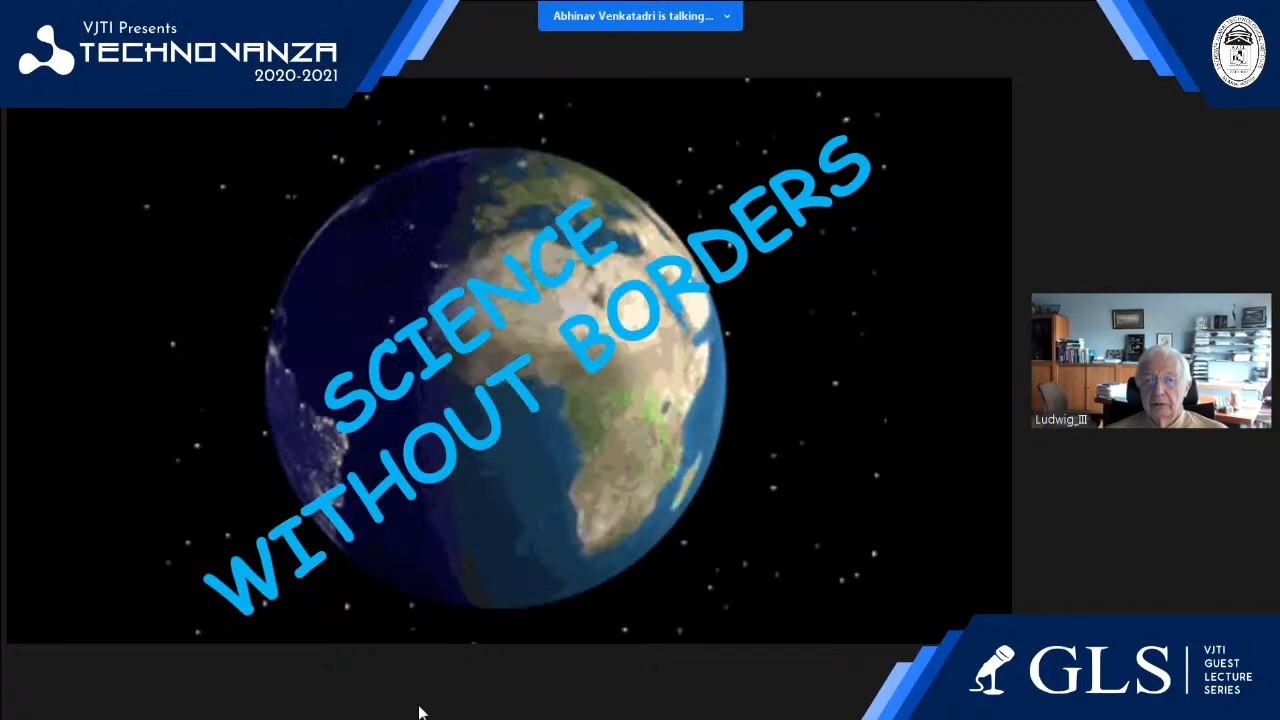 VJTI Presents
TECHNOVANZA
2020-2021
Abhinav Venkatadri is talking...
SCIENCE
WITHOUT BORDERS
Ludwig_III
GLS
VJTI
GUEST
LECTURE
SERIES